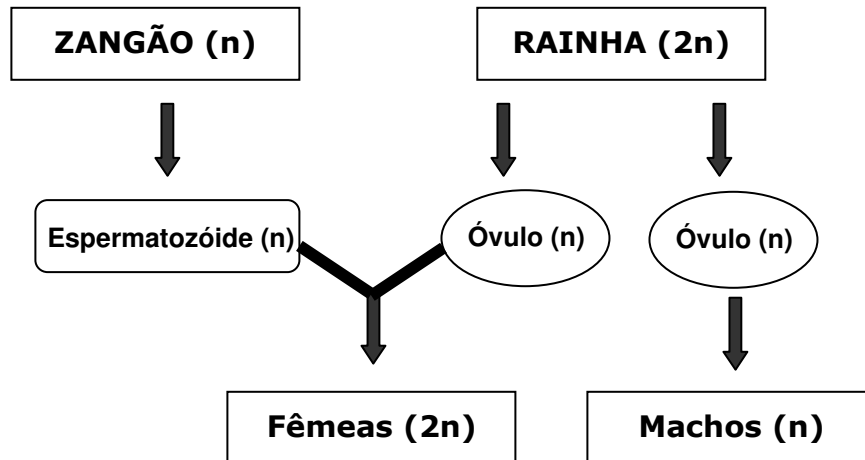 ZANGÃO (n)
RAINHA (2n)
Espermatozóide (n)
Óvulo (n)
Óvulo (n)
Fêmeas (2n)
Machos (n)